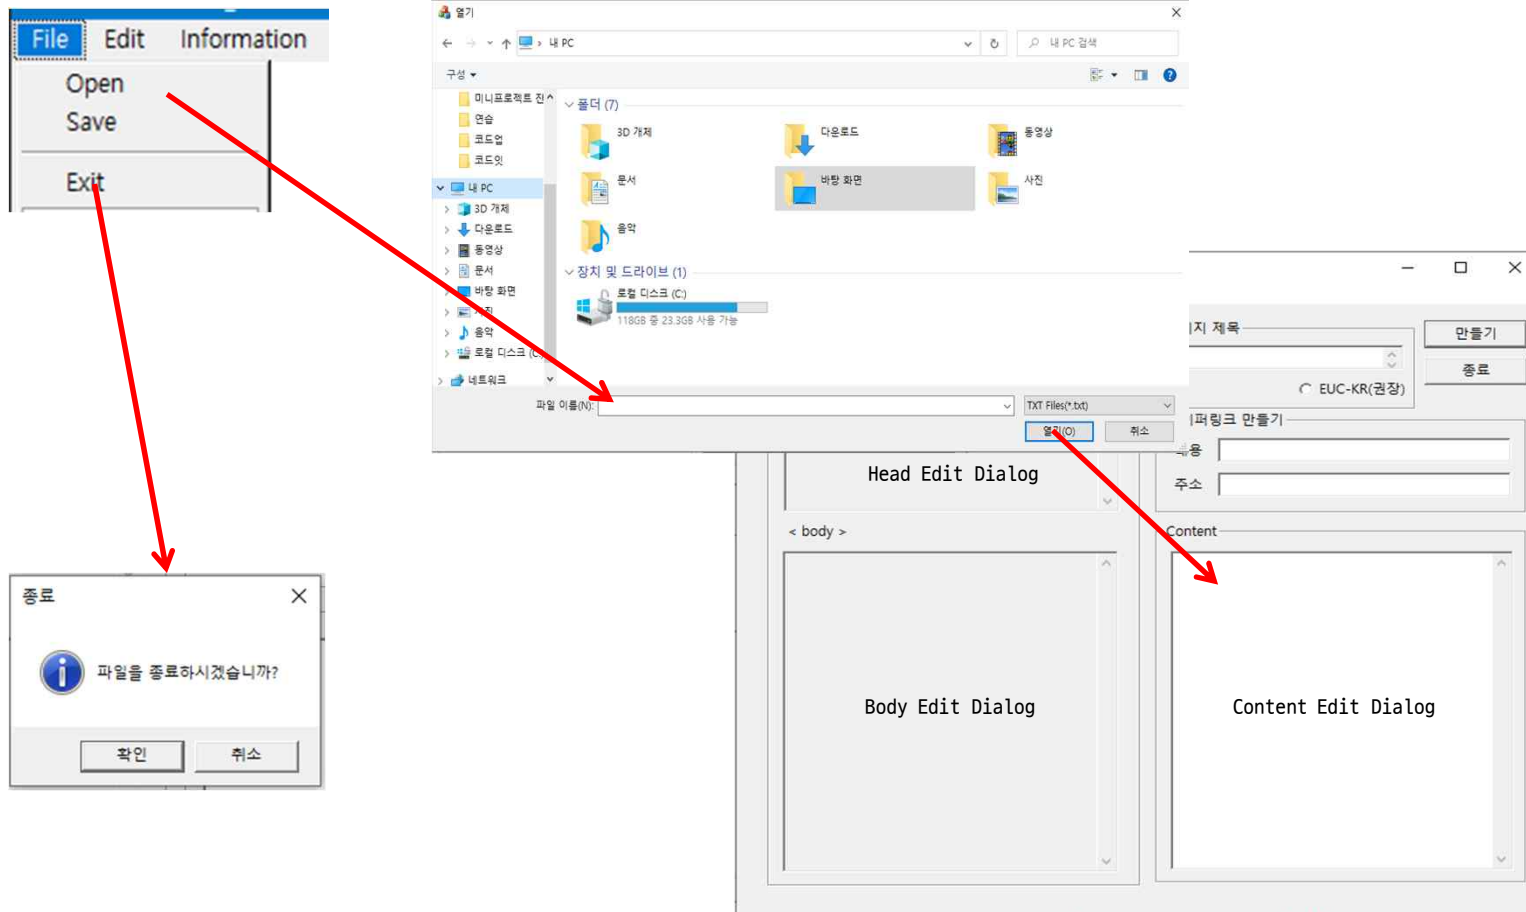 File Edit Information
Open
Save
Exit
열기
내 PC
내 PC 검색
구성
미니프로젝트 진
연습
코드업
코드잇
내 PC
3D 개체
다운로드
동영상
문서
바탕 화면
사진
음악
로컬 디스크 (C:)
네트워크
폴더 (7)
3D 개체
다운로드
동영상
문서
바탕 화면
사진
음악
장치 및 드라이브 (1)
로컬 디스크 (C:)
118GB 중 23.3GB 사용 가능
파일 이름(N):
TXT Files(*.txt)
열기(O)
취소
지 제목
만들기
종료
EUC-KR(권장)
퍼링크 만들기
주소
Head Edit Dialog
< body >
Content
Body Edit Dialog
Content Edit Dialog
종료
파일을 종료하시겠습니까?
확인
취소